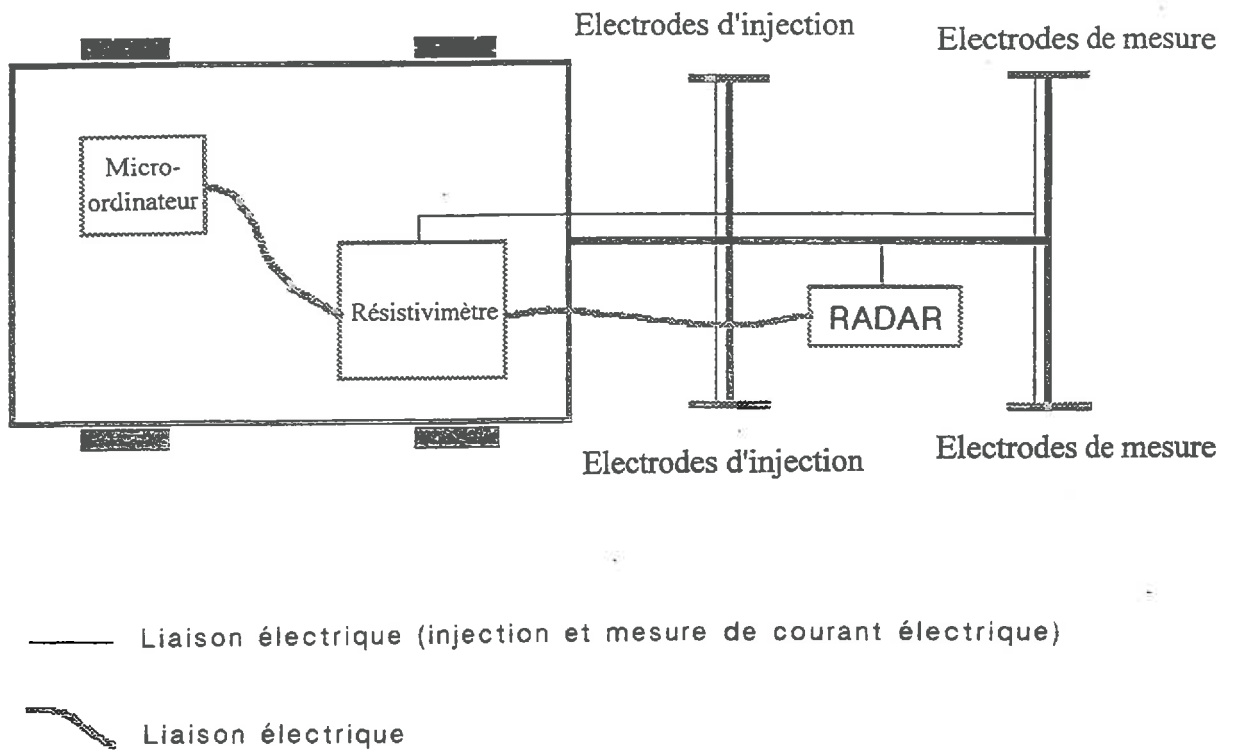 Electrodes d'injection
Electrodes de mesure
Micro-
ordinateur
Résistivimètre
RADAR
Electrodes d'injection
Electrodes de mesure
Liaison électrique (injection et mesure de courant électrique)
Liaison électrique